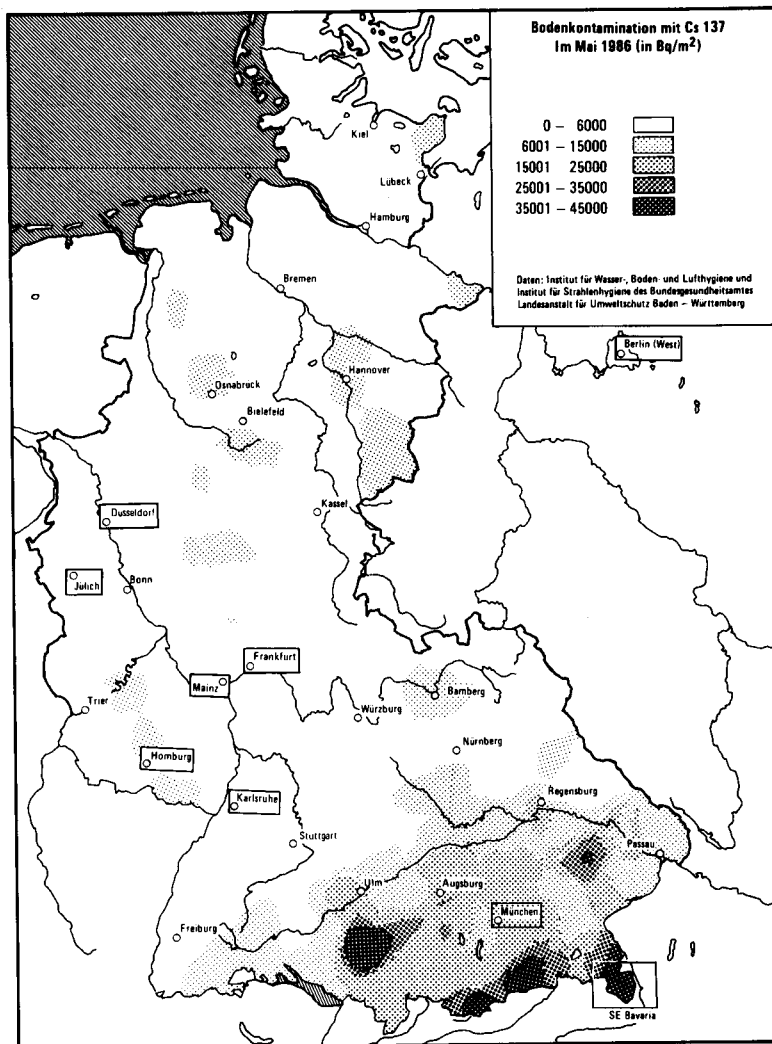 Bodenkontamination mit Cs 137
Im Mai 1986 (in Bq/m²)
0 – 6000
6001 – 15000
15001 – 25000
25001 – 35000
35001 – 45000
Daten: Institut für Wasser-, Boden- und Lufthygiene und
Institut für Strahlenhygiene des Bundesgesundheitsamtes
Landesanstalt für Umweltschutz Baden – Württemberg
Kiel
Lübeck
Hamburg
Bremen
Berlin (West)
Hannover
Osnabruck
Bielefeld
Kassel
Dusseldorf
Jülich
Bonn
Frankfurt
Mainz
Bamberg
Trier
Würzburg
Nürnberg
Homburg
Karlsruhe
Regensburg
Stuttgart
Passau
Ulm
Augsburg
München
Freiburg
SE Bavaria